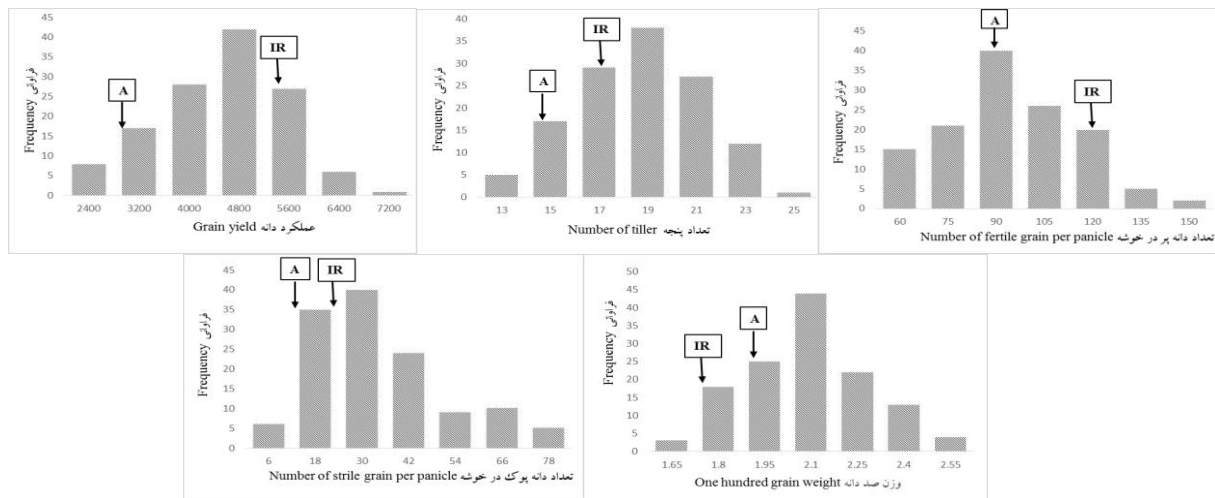 45
40
35
30
25
20
15
10
5
0
فراوانی Frequency
A
IR
2400 3200 4000 4800 5600 6400 7200
عملکرد دانه Grain yield
40
35
30
25
20
15
10
5
0
فراوانی Frequency
A
IR
13 15 17 19 21 23 25
تعداد پنجه Number of tiller
45
40
35
30
25
20
15
10
5
0
فراوانی Frequency
A
IR
60 75 90 105 120 135 150
تعداد دانه پر در خوشه Number of fertile grain per panicle
45
40
35
30
25
20
15
10
5
0
فراوانی Frequency
A
IR
6 18 30 42 54 66 78
تعداد دانه پوک در خوشه Number of strile grain per panicle
50
45
40
35
30
25
20
15
10
5
0
فراوانی Frequency
IR
A
1.65 1.8 1.95 2.1 2.25 2.4 2.55
وزن صد دانه One hundred grain weight